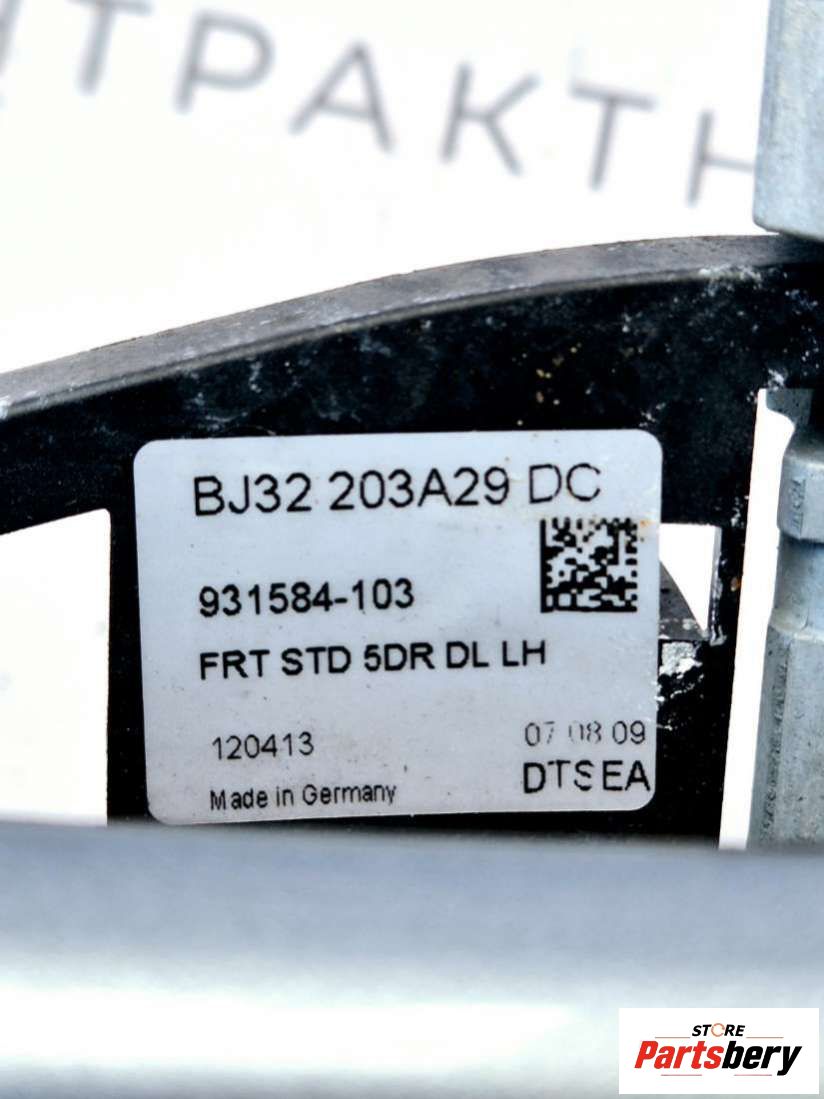 НТРАКТН
BJ32 203A29 DC
931584-103
FRT STD 5DR DL LH
120413
07 08 09
Made in Germany
DTSEA
STORE
Partsbery